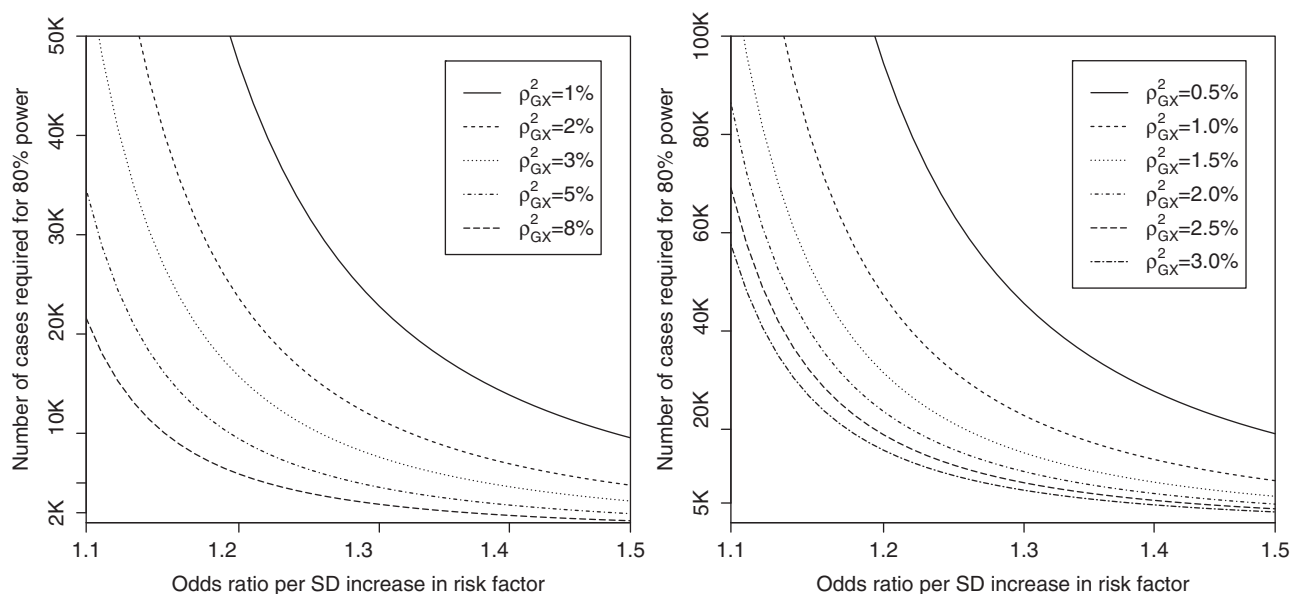 Number of cases required for 80% power
50K
40K
30K
20K
10K
2K
ρ²GX=1%
ρ²GX=2%
ρ²GX=3%
ρ²GX=5%
ρ²GX=8%
1.1 1.2 1.3 1.4 1.5
Odds ratio per SD increase in risk factor
Number of cases required for 80% power
100K
80K
60K
40K
20K
5K
ρ²GX=0.5%
ρ²GX=1.0%
ρ²GX=1.5%
ρ²GX=2.0%
ρ²GX=2.5%
ρ²GX=3.0%
1.1 1.2 1.3 1.4 1.5
Odds ratio per SD increase in risk factor